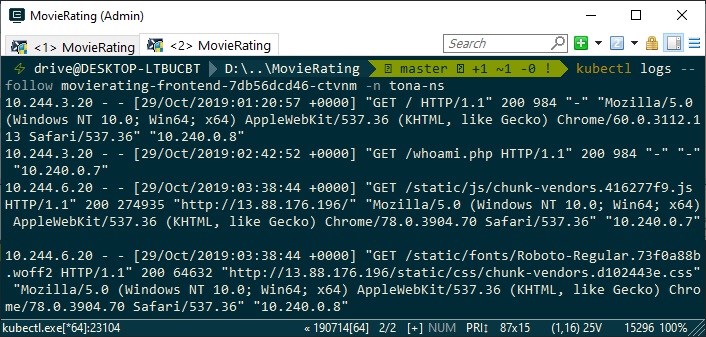 MovieRating (Admin)
<1> MovieRating <2> MovieRating Search
drive@DESKTOP-LTBUCBT D:\..\MovieRating master +1 ~1 -0 ! kubectl logs --
follow movierating-frontend-7db56dcd46-ctvnm -n tona-ns
10.244.3.20 - - [29/Oct/2019:01:20:57 +0000] "GET / HTTP/1.1" 200 984 "-" "Mozilla/5.0
(Windows NT 10.0; Win64; x64) AppleWebKit/537.36 (KHTML, like Gecko) Chrome/60.0.3112.1
13 Safari/537.36" "10.240.0.8"
10.244.3.20 - - [29/Oct/2019:02:42:52 +0000] "GET /whoami.php HTTP/1.1" 200 984 "-" "-"
"10.240.0.7"
10.244.6.20 - - [29/Oct/2019:03:38:44 +0000] "GET /static/js/chunk-vendors.416277f9.js
HTTP/1.1" 200 274935 "http://13.88.176.196/" "Mozilla/5.0 (Windows NT 10.0; Win64; x64)
AppleWebKit/537.36 (KHTML, like Gecko) Chrome/78.0.3904.70 Safari/537.36" "10.240.0.7"
10.244.6.20 - - [29/Oct/2019:03:38:44 +0000] "GET /static/fonts/Roboto-Regular.73f0a88b
.woff2 HTTP/1.1" 200 64632 "http://13.88.176.196/static/css/chunk-vendors.d102443e.css"
"Mozilla/5.0 (Windows NT 10.0; Win64; x64) AppleWebKit/537.36 (KHTML, like Gecko) Chro
me/78.0.3904.70 Safari/537.36" "10.240.0.8"
kubectl.exe[*64]:23104 « 190714[64] 2/2 [+] NUM PRI↕ 87x15 (1,16) 25V 15296 100%